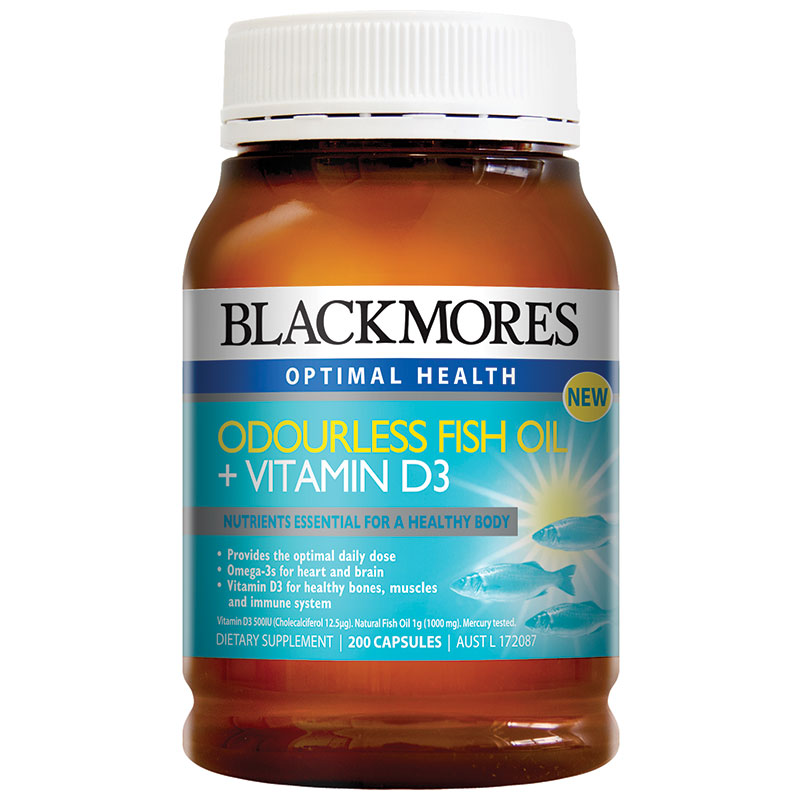 BLACKMORES
OPTIMAL HEALTH
NEW
ODOURLESS FISH OIL
+ VITAMIN D3
NUTRIENTS ESSENTIAL FOR A HEALTHY BODY
• Provides the optimal daily dose
• Omega-3s for heart and brain
• Vitamin D3 for healthy bones, muscles
and immune system
Vitamin D3 500IU (Cholecalciferol 12.5µg). Natural Fish Oil 1g (1000 mg). Mercury tested.
DIETARY SUPPLEMENT | 200 CAPSULES | AUST L 172087